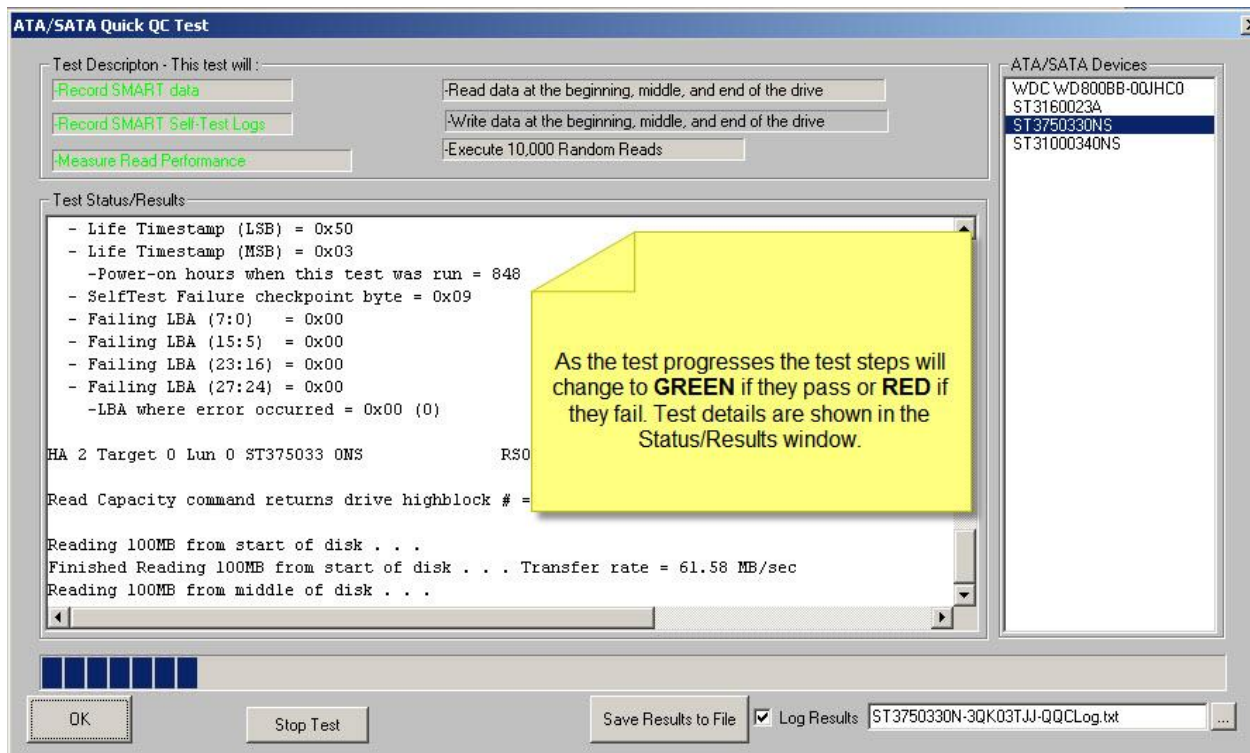 ATA/SATA Quick QC Test
Test Descripton - This test will :
-Record SMART data
-Record SMART Self-Test Logs
-Measure Read Performance
-Read data at the beginning, middle, and end of the drive
-Write data at the beginning, middle, and end of the drive
-Execute 10,000 Random Reads
ATA/SATA Devices
WDC WD800BB-00JHC0
ST3160023A
ST3750330NS
ST31000340NS
Test Status/Results
- Life Timestamp (LSB) = 0x50
- Life Timestamp (MSB) = 0x03
-Power-on hours when this test was run = 848
- SelfTest Failure checkpoint byte = 0x09
- Failing LBA (7:0) = 0x00
- Failing LBA (15:5) = 0x00
- Failing LBA (23:16) = 0x00
- Failing LBA (27:24) = 0x00
-LBA where error occurred = 0x00 (0)
HA 2 Target 0 Lun 0 ST375033 0NS RS0
Read Capacity command returns drive highblock # =
Reading 100MB from start of disk . . .
Finished Reading 100MB from start of disk . . . Transfer rate = 61.58 MB/sec
Reading 100MB from middle of disk . . .
As the test progresses the test steps will
change to GREEN if they pass or RED if
they fail. Test details are shown in the
Status/Results window.
OK
Stop Test
Save Results to File
Log Results
ST3750330N-3QK03TJJ-QQCLog.txt
...